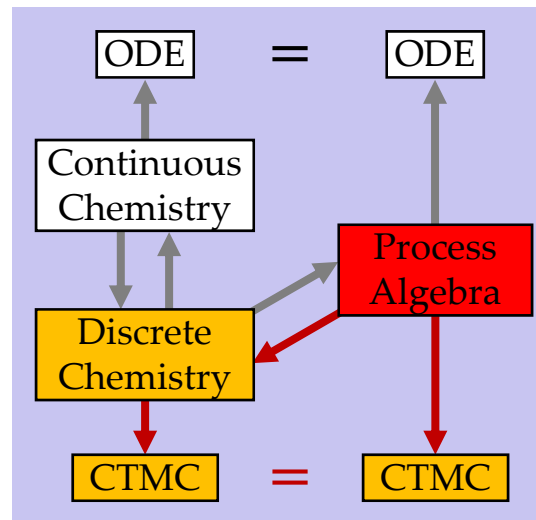 ODE = ODE
Continuous
Chemistry
Process
Algebra
Discrete
Chemistry
CTMC = CTMC